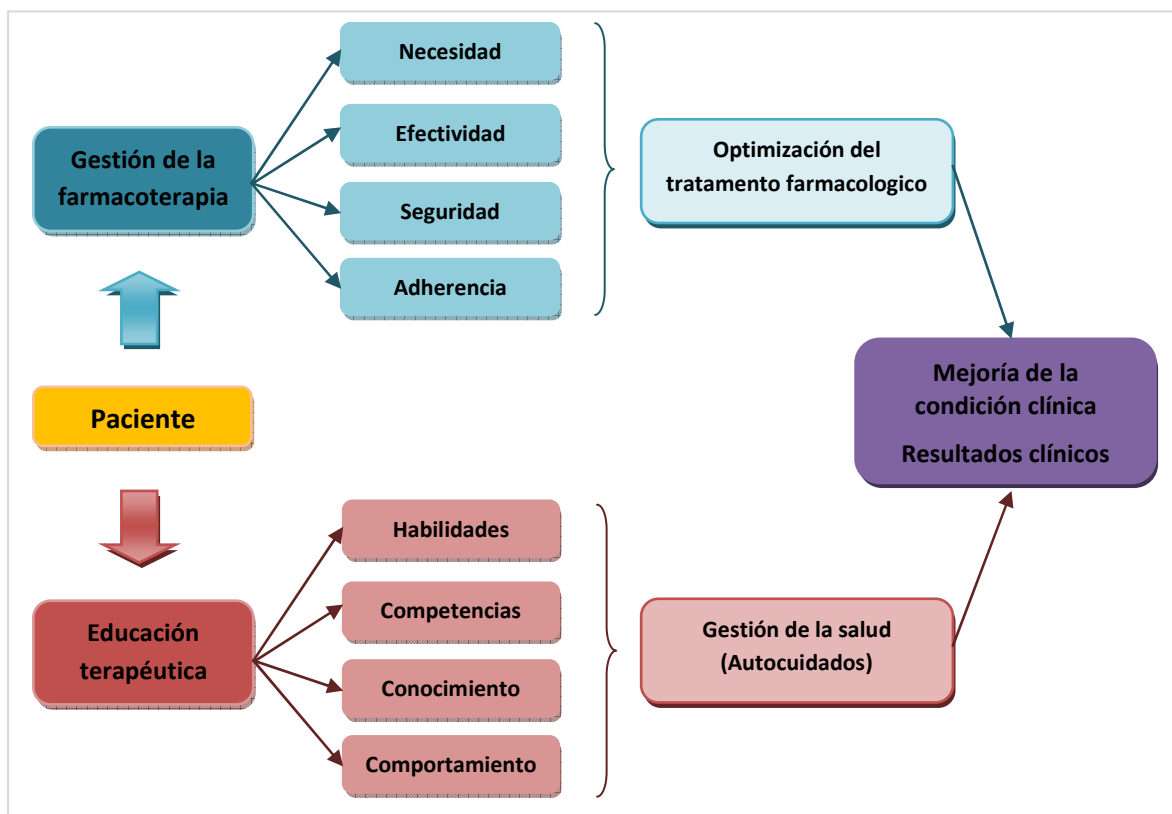 Necesidad
Efectividad
Seguridad
Adherencia
Gestión de la
farmacoterapia
Optimización del
tratamento farmacologico
Paciente
Mejoría de la
condición clínica
Resultados clínicos
Educación
terapéutica
Habilidades
Competencias
Conocimiento
Comportamiento
Gestión de la salud
(Autocuidados)